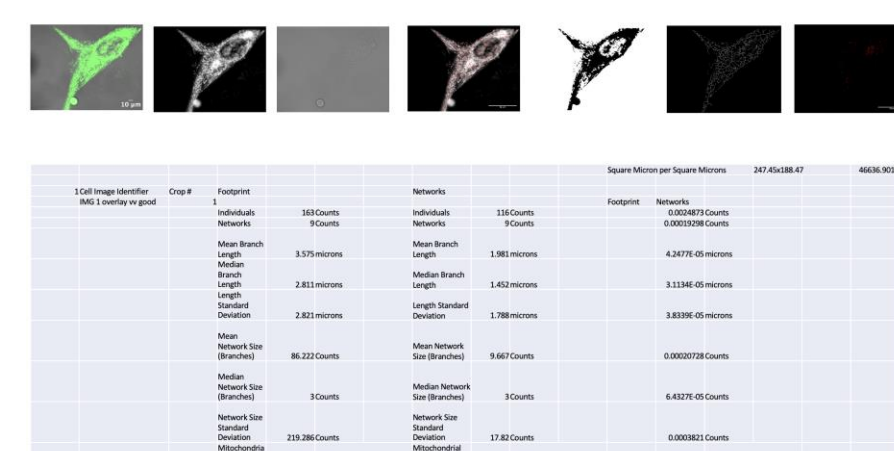 10 µm
Square Micron per Square Microns 247.45x188.47 46636.901
1 Cell Image Identifier Crop # Footprint Networks
IMG 1 overlay vv good 1 Footprint Networks
Individuals 163 Counts Individuals 116 Counts 0.0024873 Counts
Networks 9 Counts Networks 9 Counts 0.00019298 Counts
Mean Branch Mean Branch
Length 3.575 microns Length 1.981 microns 4.2477E-05 microns
Median
Branch Median Branch
Length 2.811 microns Length 1.452 microns 3.1134E-05 microns
Length
Standard Length Standard
Deviation 2.821 microns Deviation 1.788 microns 3.8339E-05 microns
Mean
Network Size Mean Network
(Branches) 86.222 Counts Size (Branches) 9.667 Counts 0.00020728 Counts
Median
Network Size Median Network
(Branches) 3 Counts Size (Branches) 3 Counts 6.4327E-05 Counts
Network Size Network Size
Standard Standard
Deviation 219.286 Counts Deviation 17.82 Counts 0.0003821 Counts
Mitochondria Mitochondrial